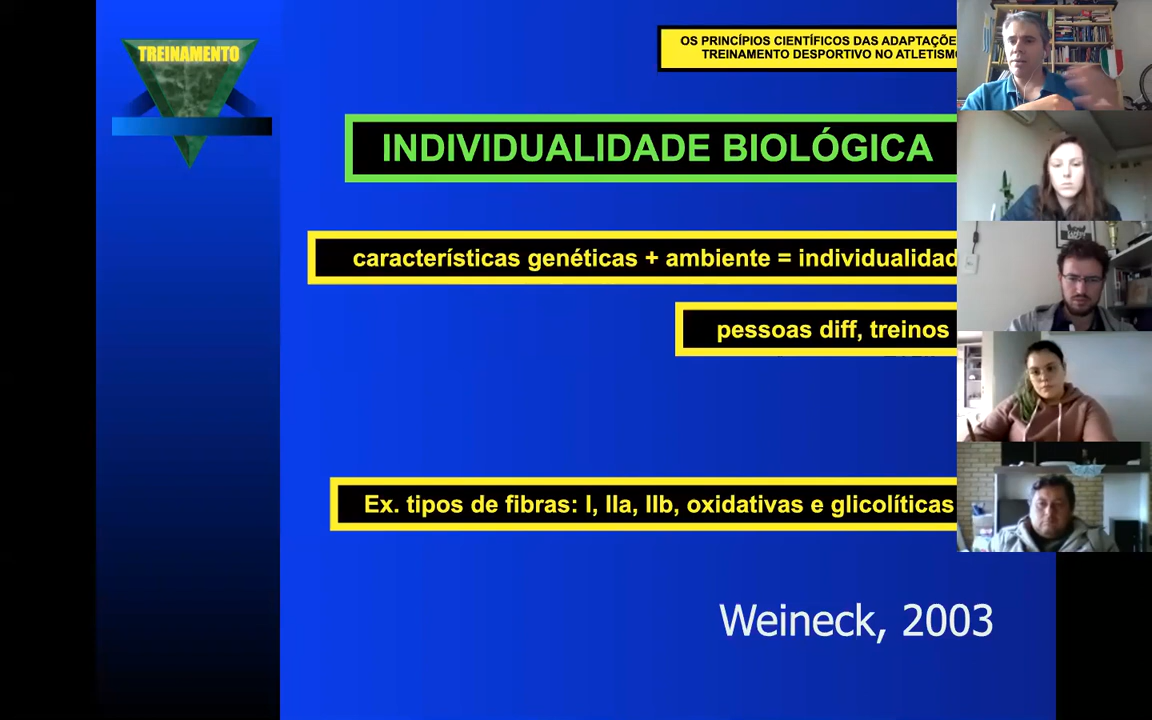 TREINAMENTO
OS PRINCÍPIOS CIENTÍFICOS DAS ADAPTAÇÕE
TREINAMENTO DESPORTIVO NO ATLETISMO
INDIVIDUALIDADE BIOLÓGICA
características genéticas + ambiente = individualidad
pessoas diff, treinos
Ex. tipos de fibras: I, IIa, IIb, oxidativas e glicolíticas
Weineck, 2003